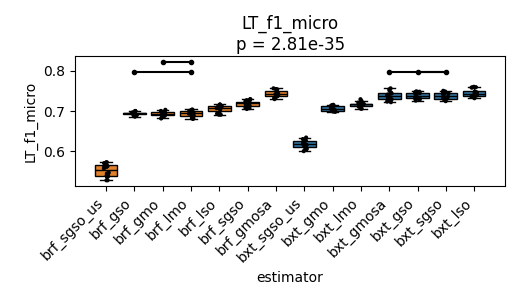 LT_f1_micro
p = 2.81e-35
LT_f1_micro
0.8
0.7
0.6
brf_sgso_us
brf_gso
brf_gmo
brf_lmo
brf_lso
brf_sgso
brf_gmosa
bxt_sgso_us
bxt_gmo
bxt_lmo
bxt_gmosa
bxt_gso
bxt_sgso
bxt_lso
estimator